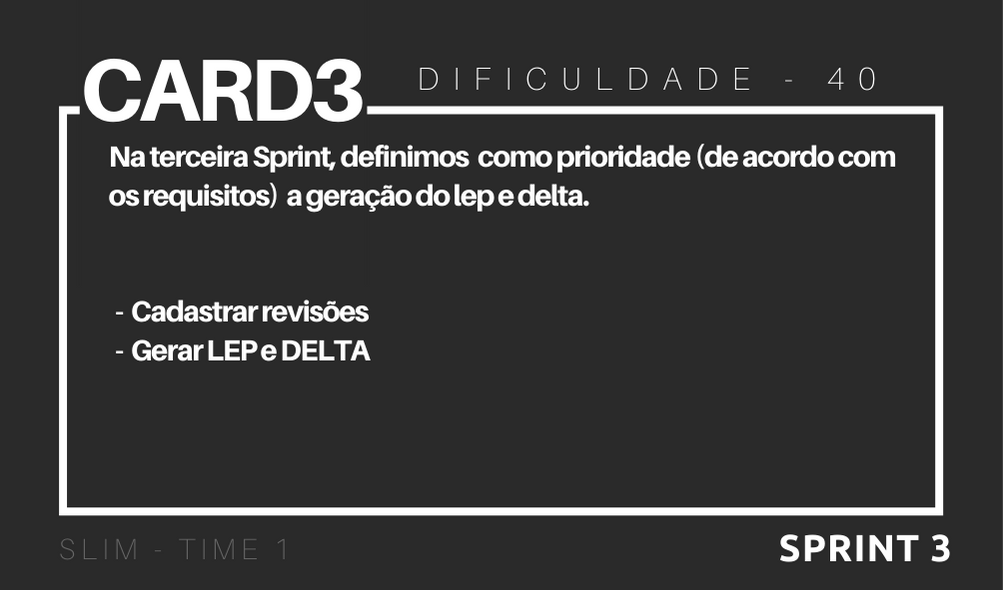 CARD3
DIFICULDADE - 40
Na terceira Sprint, definimos como prioridade (de acordo com
os requisitos) a geração do lep e delta.
- Cadastrar revisões
- Gerar LEP e DELTA
SLIM - TIME 1
SPRINT 3